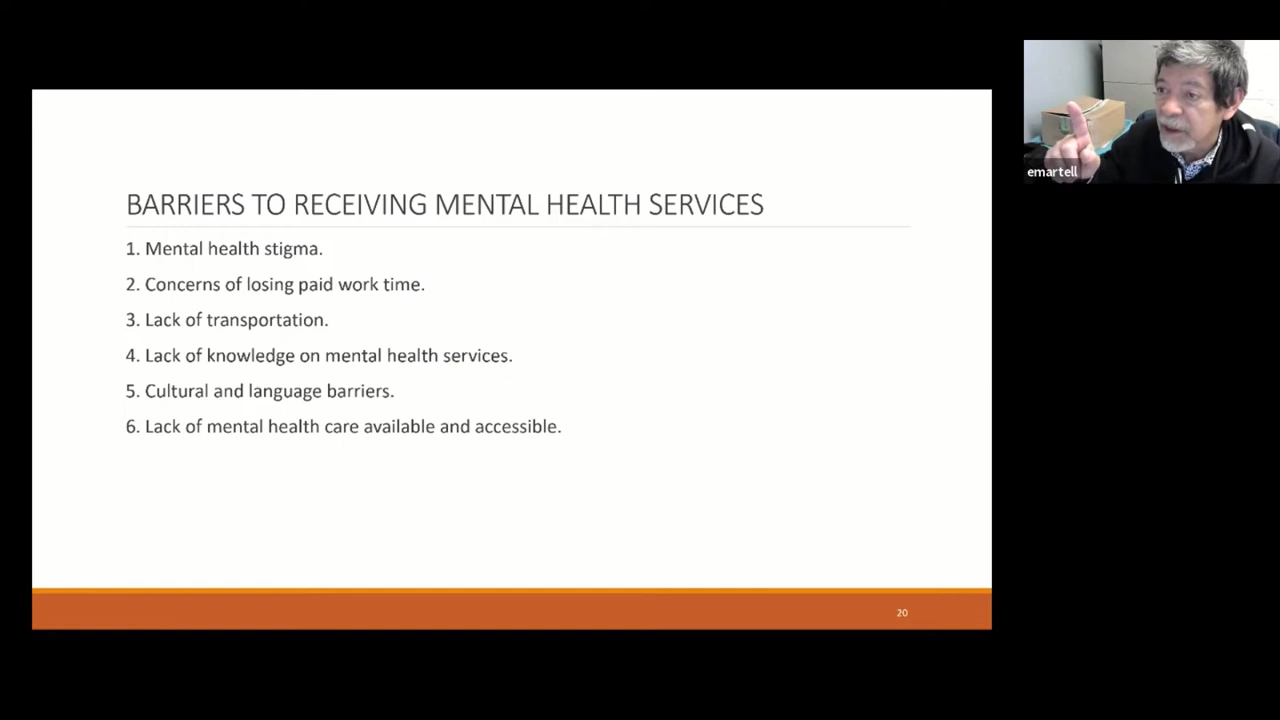 BARRIERS TO RECEIVING MENTAL HEALTH SERVICES
1. Mental health stigma.
2. Concerns of losing paid work time.
3. Lack of transportation.
4. Lack of knowledge on mental health services.
5. Cultural and language barriers.
6. Lack of mental health care available and accessible.
20
emartell